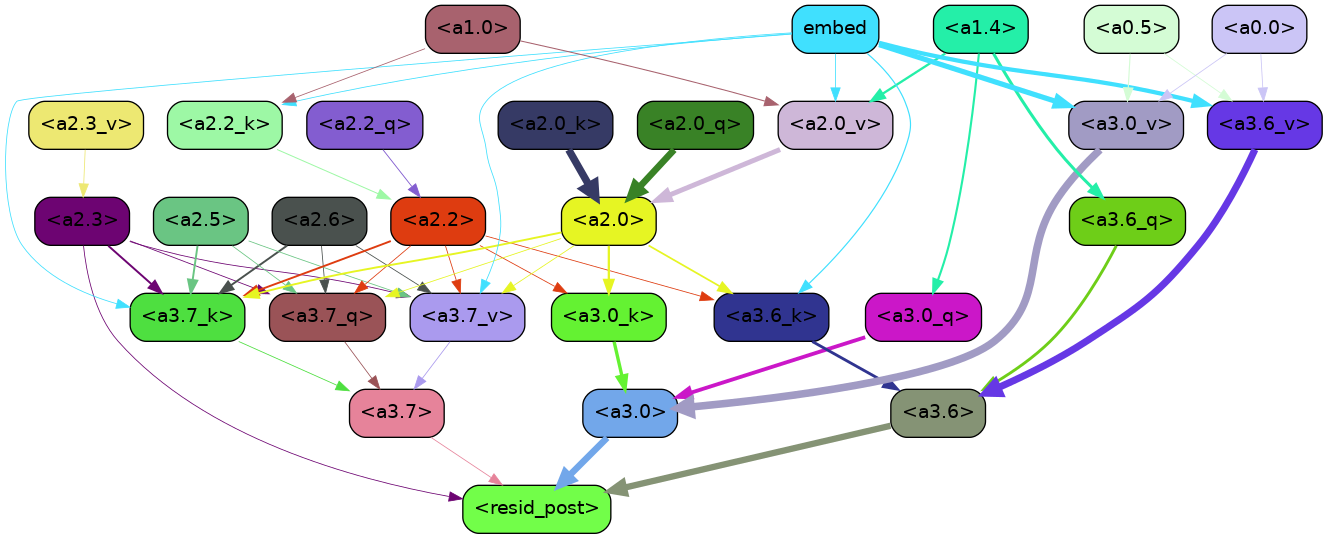 <a1.0> embed <a1.4> <a0.5> <a0.0>
<a2.3_v> <a2.2_k> <a2.2_q> <a2.0_k> <a2.0_q> <a2.0_v> <a3.0_v> <a3.6_v>
<a2.3> <a2.5> <a2.6> <a2.2> <a2.0> <a3.6_q>
<a3.7_k> <a3.7_q> <a3.7_v> <a3.0_k> <a3.6_k> <a3.0_q>
<a3.7> <a3.0> <a3.6>
<resid_post>